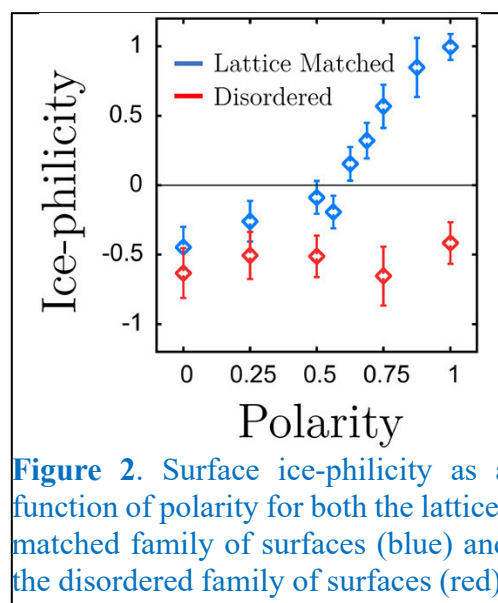 1
0.5
0
-0.5
-1
Ice-philicity
Lattice Matched
Disordered
0 0.25 0.5 0.75 1
Polarity
Figure 2. Surface ice-philicity as a
function of polarity for both the lattice
matched family of surfaces (blue) and
the disordered family of surfaces (red)